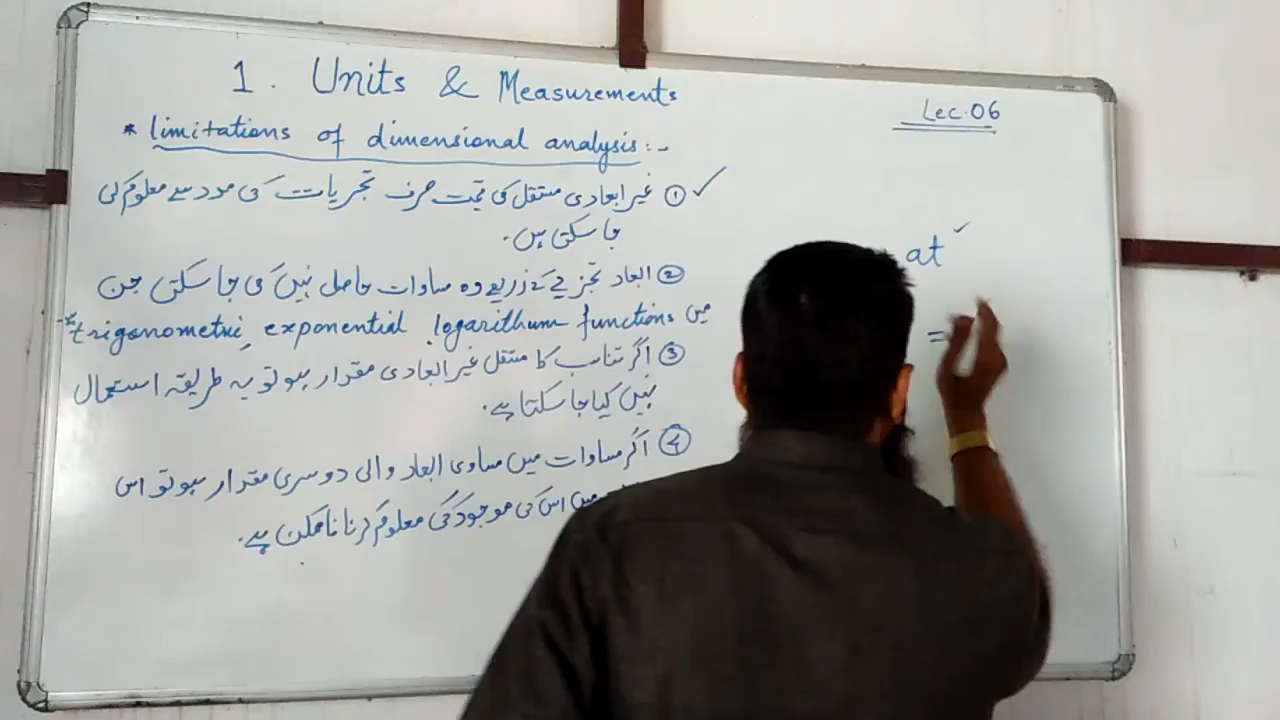 1. Units & Measurements
Lec.06
* limitations of dimensional analysis:-
① غیر ابعادی مستقل کی قیمت صرف تجربات کی مدد سے معلوم کی
جا سکتی ہیں۔
② ابعاد تجزیے کے ذریعے وہ مساوات حاصل نہیں کی جا سکتی جن
میں trigonometric, exponential logarithum functions
③ اگر تناسب کا مستقل غیر ابعادی مقدار ہو تو یہ طریقہ استعمال
نہیں کیا جا سکتا ہے۔
④ اگر مساوات میں مساوی ابعاد والی دوسری مقدار ہو تو اس
میں اس کی موجودگی معلوم کرنا ناممکن ہے۔
at ✓
=